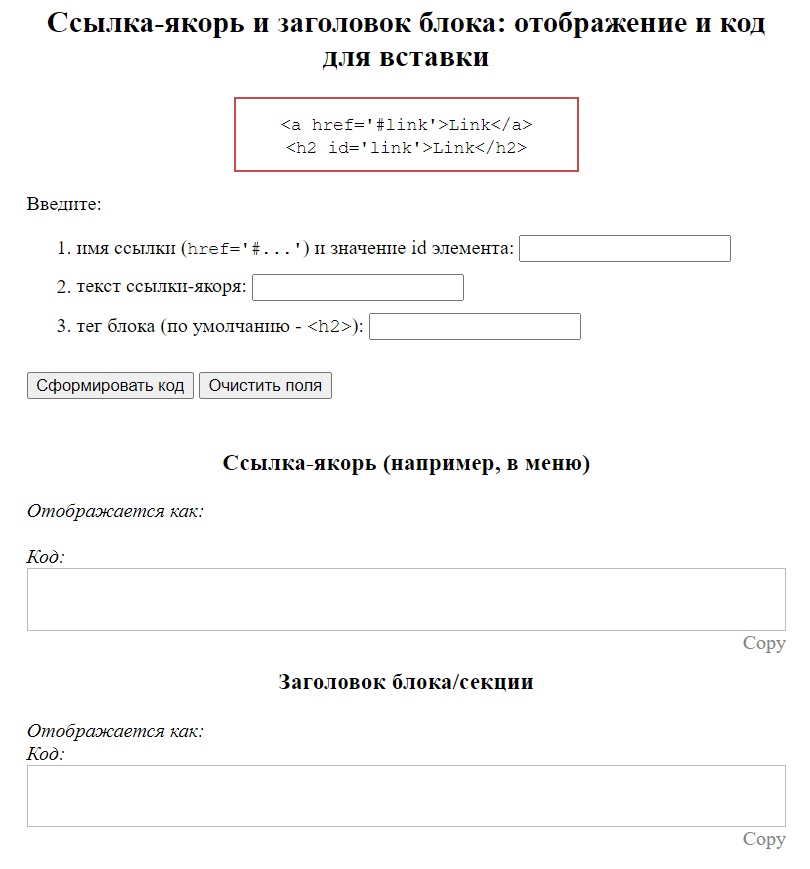 Ссылка-якорь и заголовок блока: отображение и код
для вставки
<a href='#link'>Link</a>
<h2 id='link'>Link</h2>
Введите:
1. имя ссылки (href='#...') и значение id элемента:
2. текст ссылки-якоря:
3. тег блока (по умолчанию - <h2>):
Сформировать код Очистить поля
Ссылка-якорь (например, в меню)
Отображается как:
Код:
Copy
Заголовок блока/секции
Отображается как:
Код:
Copy